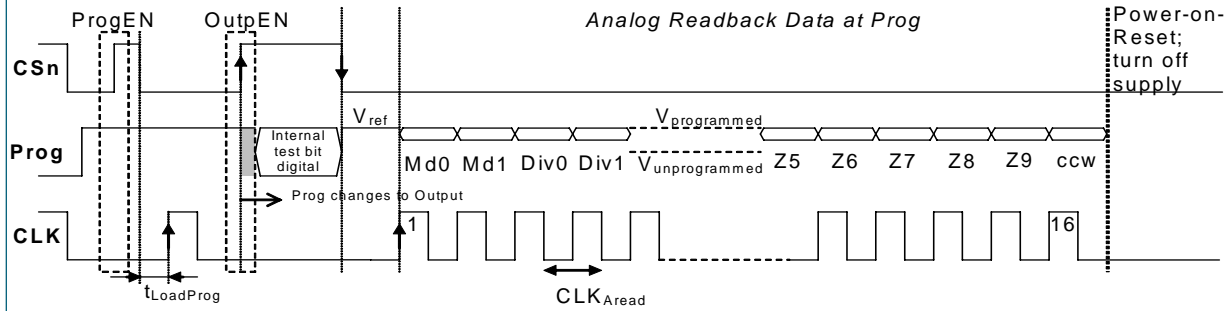 ProgEN
OutpEN
Analog Readback Data at Prog
Power-on-
Reset;
turn off
supply
CSn
Vref
Vprogrammed
Prog
Internal
test bit
digital
Md0 Md1 Div0 Div1
Vunprogrammed
Z5 Z6 Z7 Z8 Z9 ccw
Prog changes to Output
CLK
1
16
tLoadProg
CLKAread